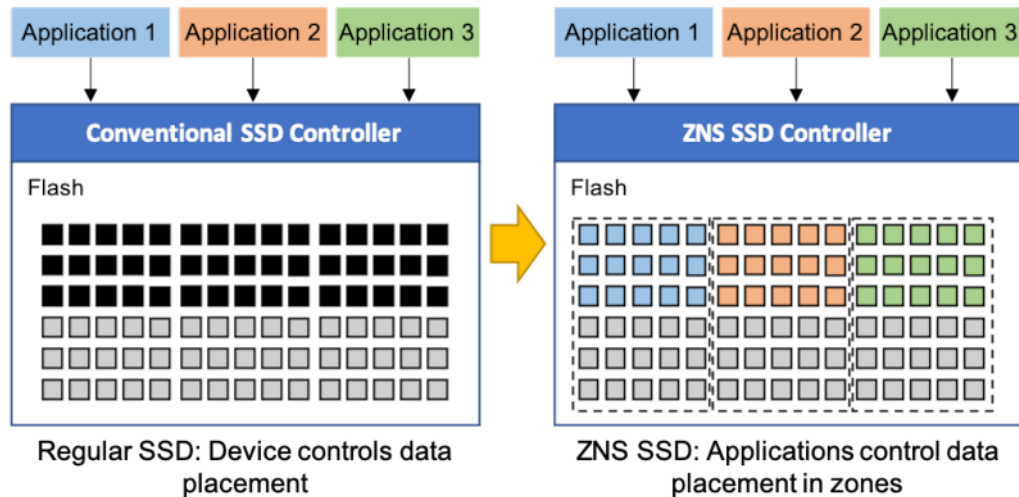 Application 1
Application 2
Application 3
Application 1
Application 2
Application 3
Conventional SSD Controller
ZNS SSD Controller
Flash
Flash
Regular SSD: Device controls data
placement
ZNS SSD: Applications control data
placement in zones